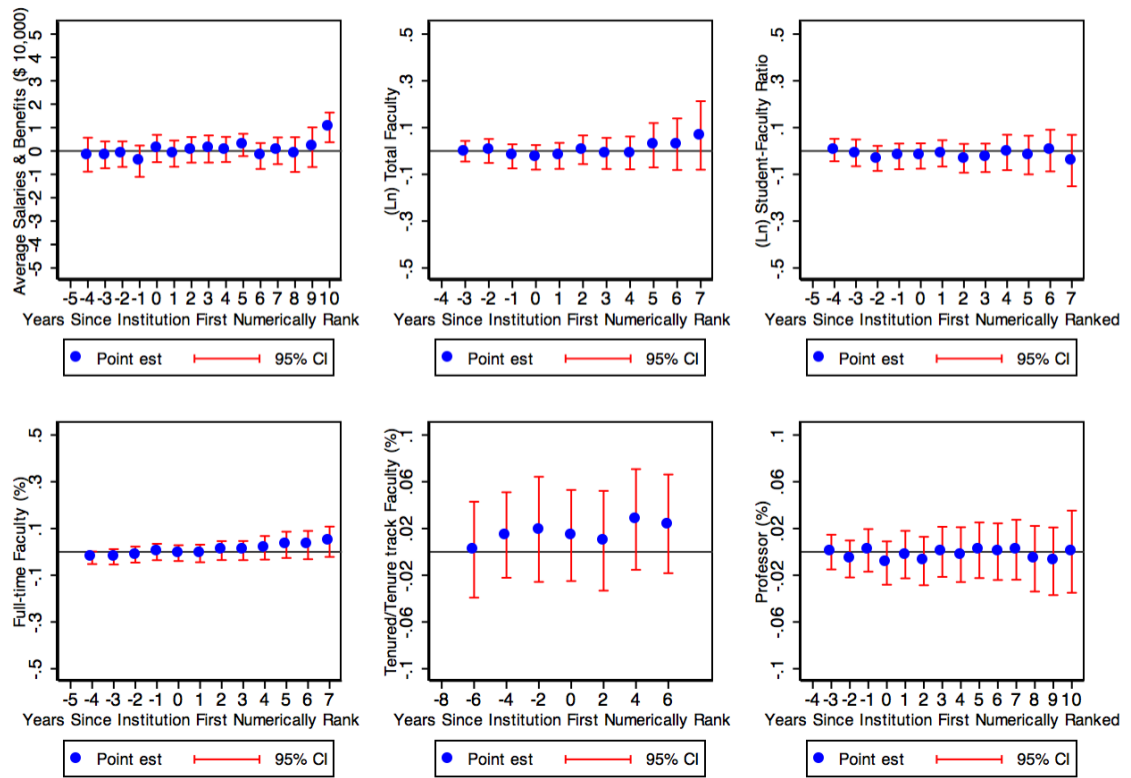 Average Salaries & Benefits ($ 10,000)
-5 -4 -3 -2 -1 0 1 2 3 4 5
-5 -4 -3 -2 -1 0 1 2 3 4 5 6 7 8 9 10
Years Since Institution First Numerically Rank
Point est 95% CI
(Ln) Total Faculty
-.5 -.3 -.1 .1 .3 .5
-4 -3 -2 -1 0 1 2 3 4 5 6 7
Years Since Institution First Numerically Rank
Point est 95% CI
(Ln) Student-Faculty Ratio
-.5 -.3 -.1 .1 .3 .5
-5 -4 -3 -2 -1 0 1 2 3 4 5 6 7
Years Since Institution First Numerically Ranked
Point est 95% CI
Full-time Faculty (%)
-.5 -.3 -.1 .1 .3 .5
-5 -4 -3 -2 -1 0 1 2 3 4 5 6 7
Years Since Institution First Numerically Rank
Point est 95% CI
Tenured/Tenure track Faculty (%)
-.1 -.06 -.02 .02 .06 .1
-8 -6 -4 -2 0 2 4 6
Years Since Institution First Numerically Rank
Point est 95% CI
Professor (%)
-.1 -.06 -.02 .02 .06 .1
-4 -3 -2 -1 0 1 2 3 4 5 6 7 8 9 10
Years Since Institution First Numerically Ranked
Point est 95% CI